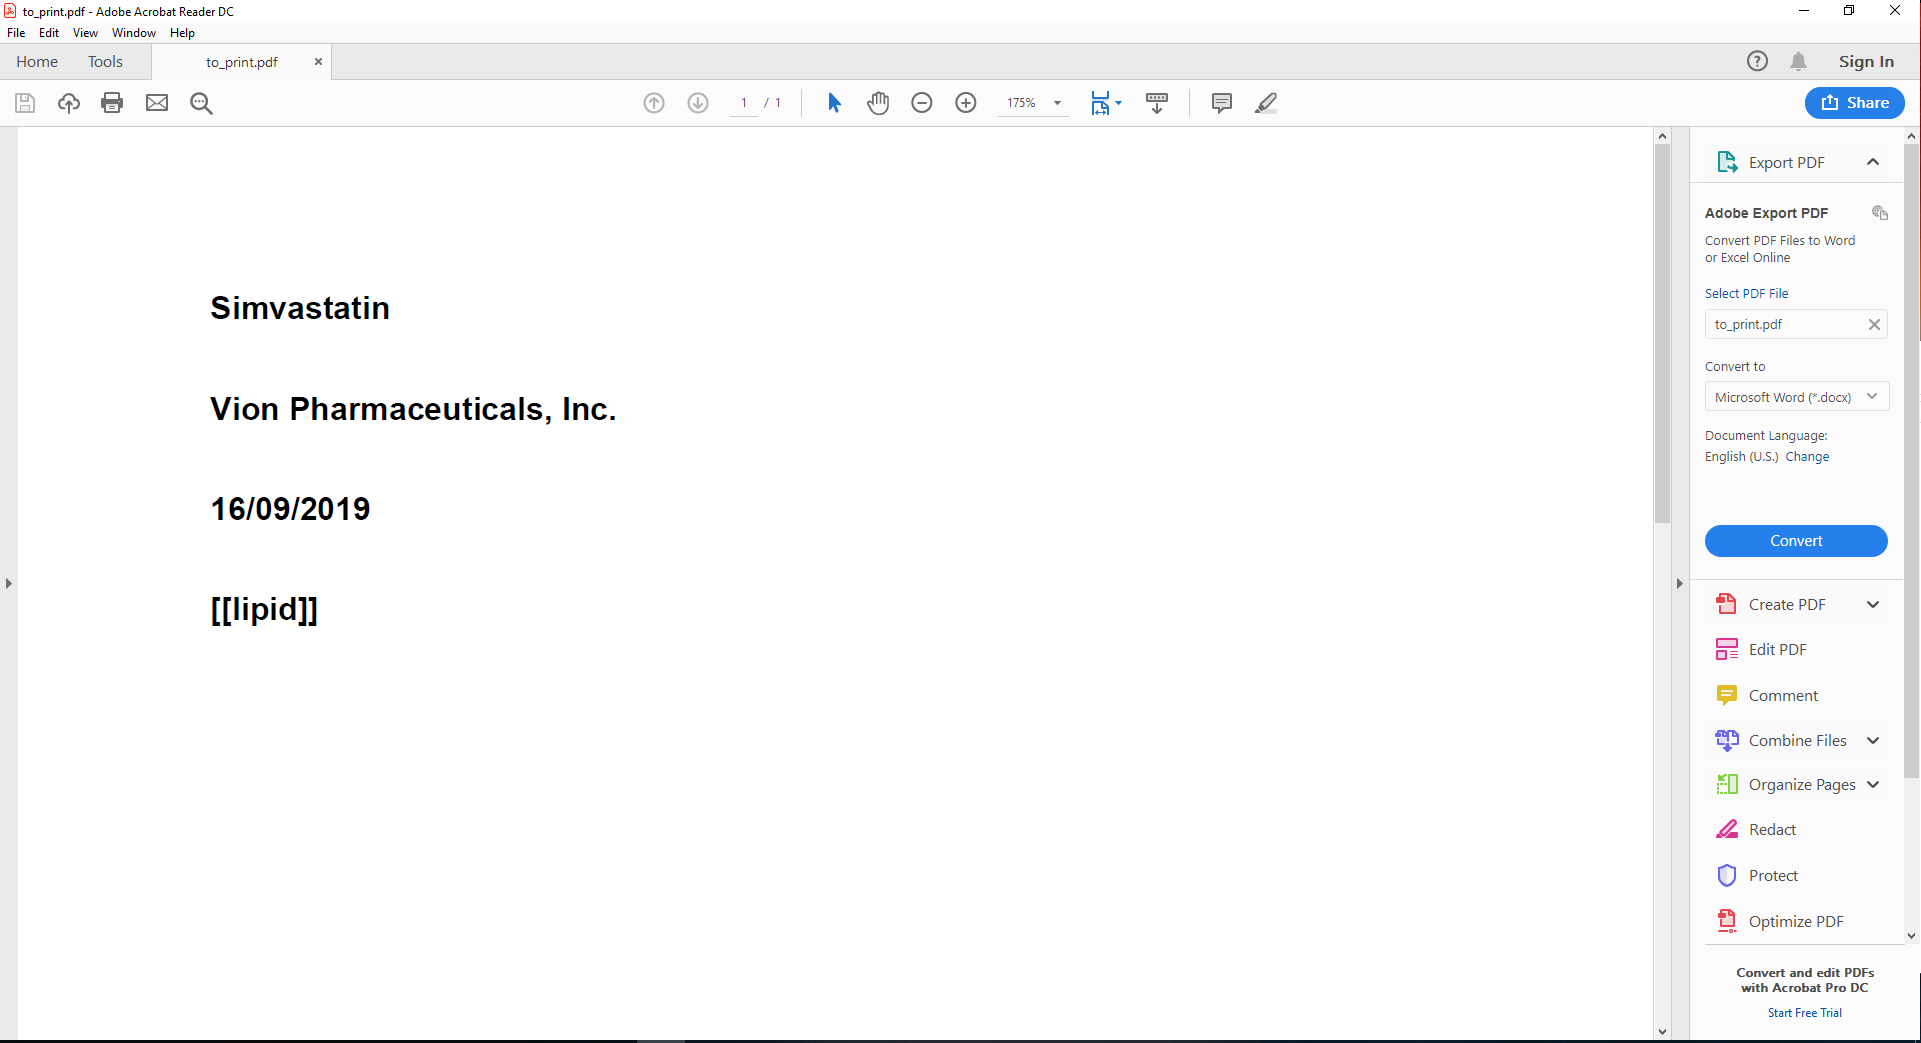 to_print.pdf - Adobe Acrobat Reader DC
File Edit View Window Help
Home Tools to_print.pdf Sign In
1 / 1 175% Share
Export PDF
Adobe Export PDF
Convert PDF Files to Word
or Excel Online
Select PDF File
to_print.pdf
Convert to
Microsoft Word (*.docx)
Document Language:
English (U.S.) Change
Convert
Create PDF
Edit PDF
Comment
Combine Files
Organize Pages
Redact
Protect
Optimize PDF
Convert and edit PDFs
with Acrobat Pro DC
Start Free Trial
Simvastatin
Vion Pharmaceuticals, Inc.
16/09/2019
[[lipid]]